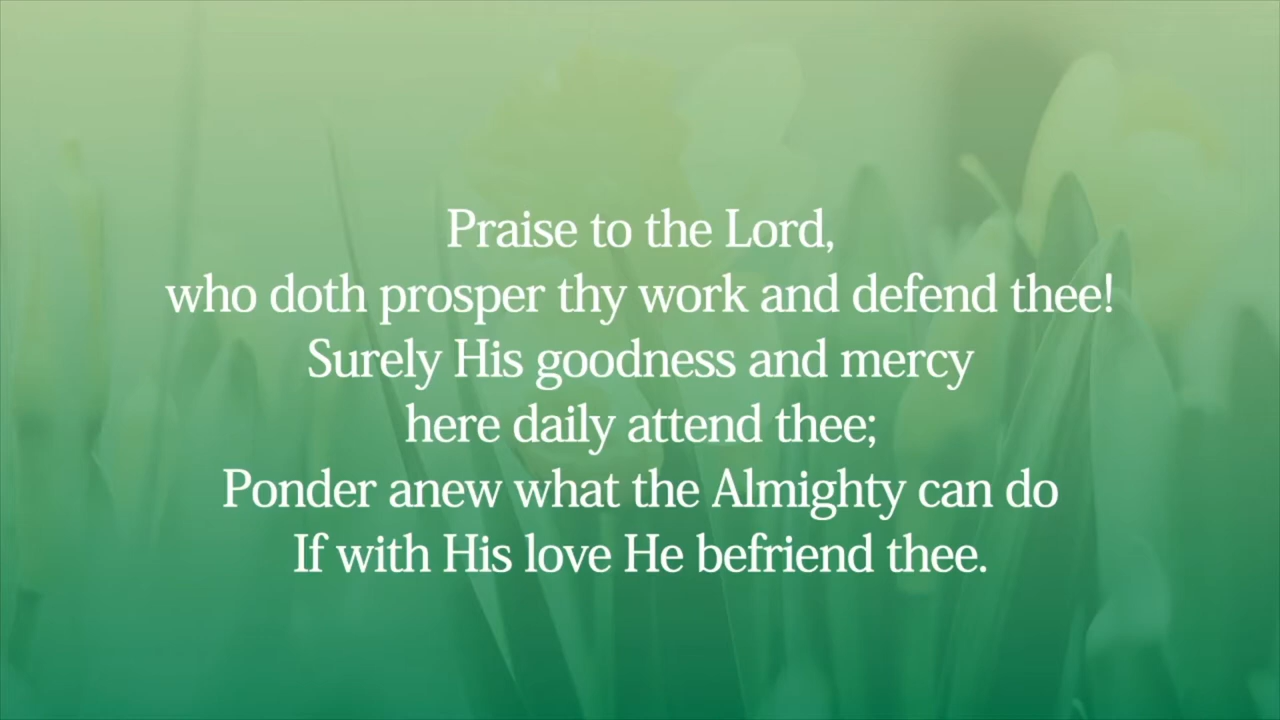 Praise to the Lord,
who doth prosper thy work and defend thee!
Surely His goodness and mercy
here daily attend thee;
Ponder anew what the Almighty can do
If with His love He befriend thee.